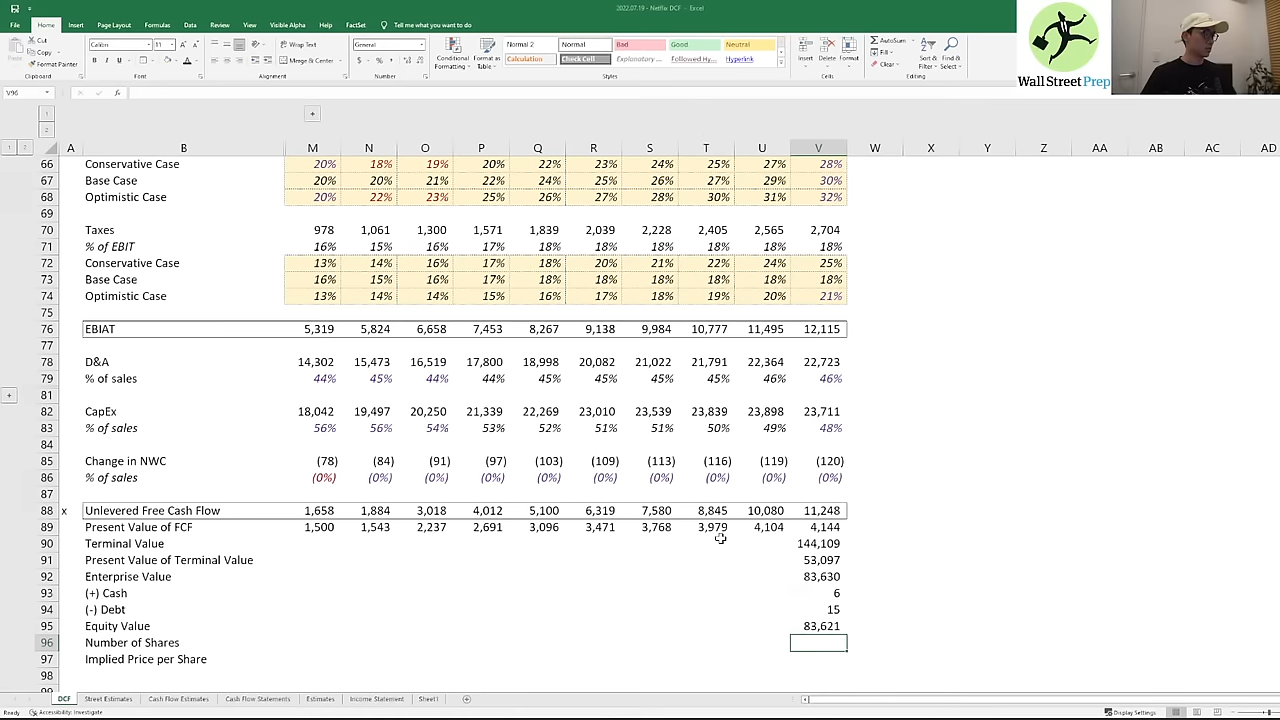 2022.07.19 - Netflix DCF - Excel
File Home Insert Page Layout Formulas Data Review View Visible Alpha Help FactSet Tell me what you want to do
Cut
Copy
Format Painter
Calibri 11
Wrap Text
Merge & Center
General
Conditional Formatting
Format as Table
Normal 2 Normal Bad Good Neutral
Calculation Check Cell Explanatory ... Followed Hy... Hyperlink
Insert Delete Format
AutoSum
Fill
Clear
Sort & Filter
Find & Select
Clipboard Font Alignment Number Styles Cells Editing
Wall Street Prep
V96 fx
1
2
1 2 A B M N O P Q R S T U V W X Y Z AA AB AC AD
66 Conservative Case 20% 18% 19% 20% 22% 23% 24% 25% 27% 28%
67 Base Case 20% 20% 21% 22% 24% 25% 26% 27% 29% 30%
68 Optimistic Case 20% 22% 23% 25% 26% 27% 28% 30% 31% 32%
69
70 Taxes 978 1,061 1,300 1,571 1,839 2,039 2,228 2,405 2,565 2,704
71 % of EBIT 16% 15% 16% 17% 18% 18% 18% 18% 18% 18%
72 Conservative Case 13% 14% 16% 17% 18% 20% 21% 22% 24% 25%
73 Base Case 16% 15% 16% 17% 18% 18% 18% 18% 18% 18%
74 Optimistic Case 13% 14% 14% 15% 16% 17% 18% 19% 20% 21%
75
76 EBIAT 5,319 5,824 6,658 7,453 8,267 9,138 9,984 10,777 11,495 12,115
77
78 D&A 14,302 15,473 16,519 17,800 18,998 20,082 21,022 21,791 22,364 22,723
79 % of sales 44% 45% 44% 44% 45% 45% 45% 45% 46% 46%
81
82 CapEx 18,042 19,497 20,250 21,339 22,269 23,010 23,539 23,839 23,898 23,711
83 % of sales 56% 56% 54% 53% 52% 51% 51% 50% 49% 48%
84
85 Change in NWC (78) (84) (91) (97) (103) (109) (113) (116) (119) (120)
86 % of sales (0%) (0%) (0%) (0%) (0%) (0%) (0%) (0%) (0%) (0%)
87
88 x Unlevered Free Cash Flow 1,658 1,884 3,018 4,012 5,100 6,319 7,580 8,845 10,080 11,248
89 Present Value of FCF 1,500 1,543 2,237 2,691 3,096 3,471 3,768 3,979 4,104 4,144
90 Terminal Value 144,109
91 Present Value of Terminal Value 53,097
92 Enterprise Value 83,630
93 (+) Cash 6
94 (-) Debt 15
95 Equity Value 83,621
96 Number of Shares
97 Implied Price per Share
98
DCF Street Estimates Cash Flow Estimates Cash Flow Statements Estimates Income Statement Sheet1
Ready Accessibility: Investigate Display Settings